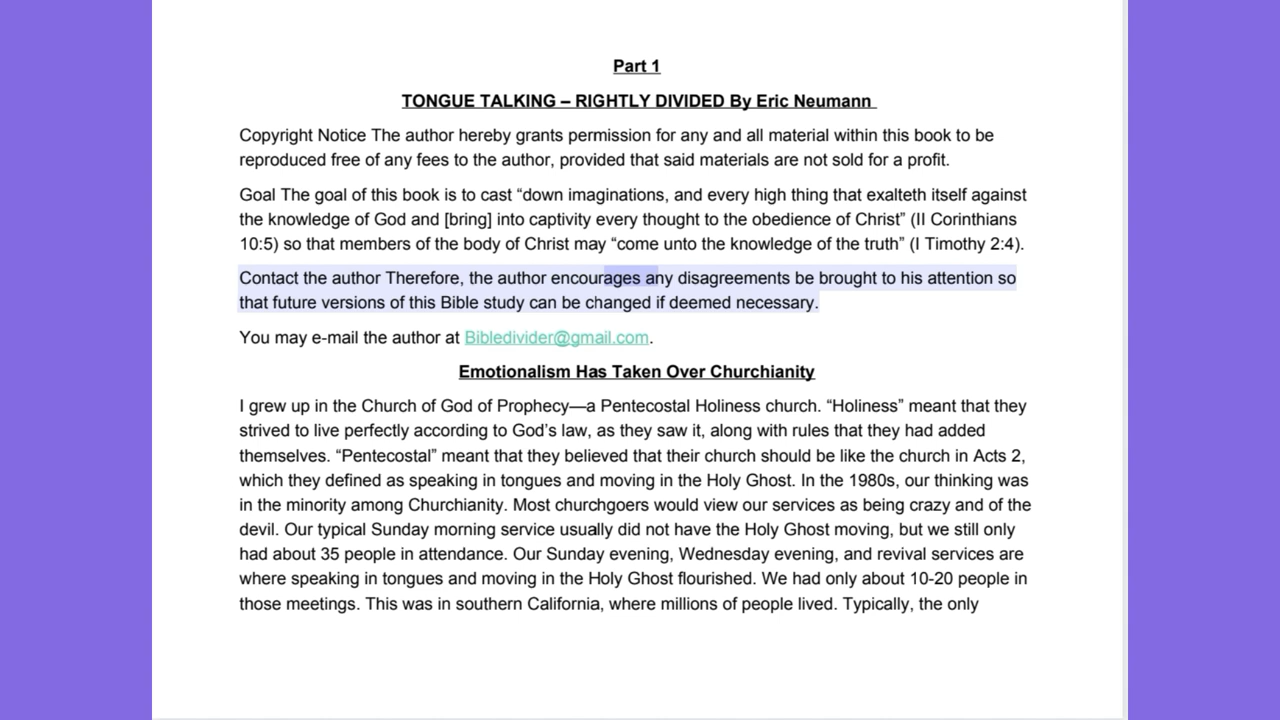 Part 1
TONGUE TALKING – RIGHTLY DIVIDED By Eric Neumann
Copyright Notice The author hereby grants permission for any and all material within this book to be
reproduced free of any fees to the author, provided that said materials are not sold for a profit.
Goal The goal of this book is to cast “down imaginations, and every high thing that exalteth itself against
the knowledge of God and [bring] into captivity every thought to the obedience of Christ” (II Corinthians
10:5) so that members of the body of Christ may “come unto the knowledge of the truth” (I Timothy 2:4).
Contact the author Therefore, the author encourages any disagreements be brought to his attention so
that future versions of this Bible study can be changed if deemed necessary.
You may e-mail the author at Bibledivider@gmail.com.
Emotionalism Has Taken Over Churchianity
I grew up in the Church of God of Prophecy—a Pentecostal Holiness church. “Holiness” meant that they
strived to live perfectly according to God’s law, as they saw it, along with rules that they had added
themselves. “Pentecostal” meant that they believed that their church should be like the church in Acts 2,
which they defined as speaking in tongues and moving in the Holy Ghost. In the 1980s, our thinking was
in the minority among Churchianity. Most churchgoers would view our services as being crazy and of the
devil. Our typical Sunday morning service usually did not have the Holy Ghost moving, but we still only
had about 35 people in attendance. Our Sunday evening, Wednesday evening, and revival services are
where speaking in tongues and moving in the Holy Ghost flourished. We had only about 10-20 people in
those meetings. This was in southern California, where millions of people lived. Typically, the only